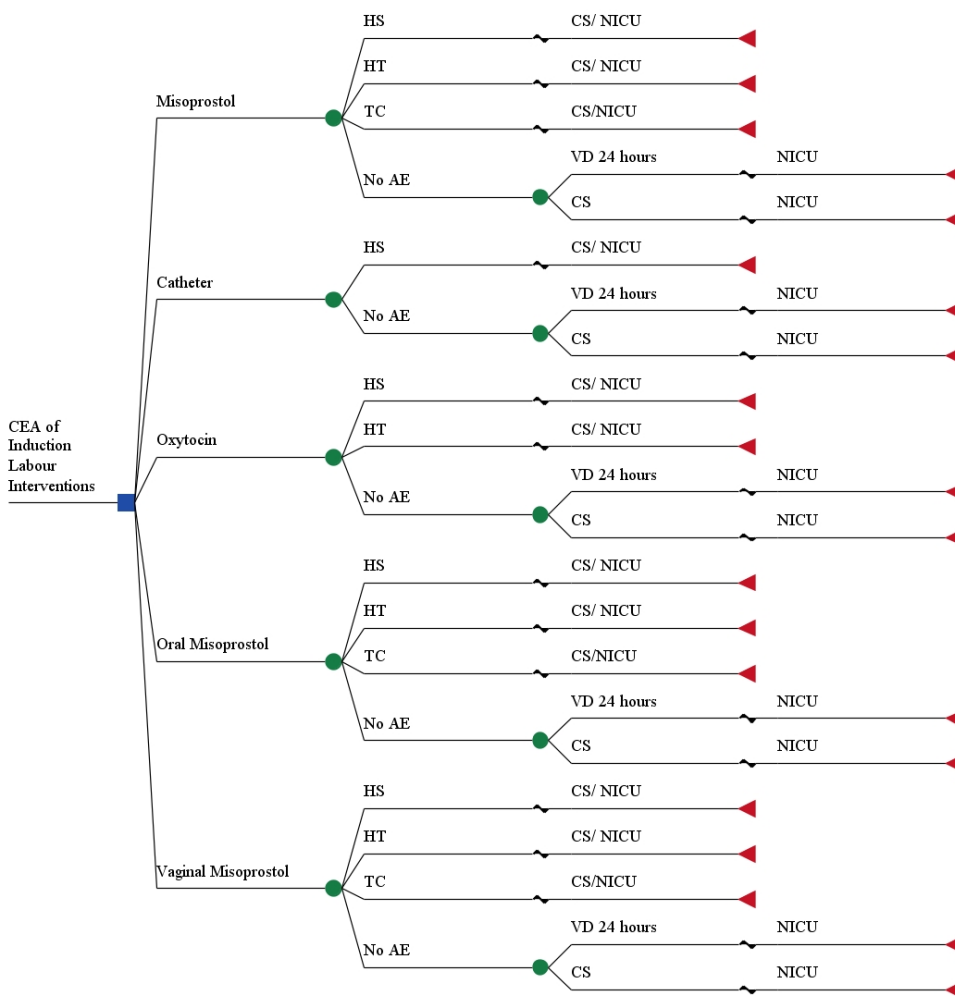 HS
CS/ NICU
HT
CS/ NICU
Misoprostol
TC
CS/NICU
VD 24 hours
NICU
No AE
CS
NICU
HS
CS/ NICU
Catheter
VD 24 hours
NICU
No AE
CS
NICU
HS
CS/ NICU
CEA of
Induction
Labour
Interventions
Oxytocin
HT
CS/ NICU
VD 24 hours
NICU
No AE
CS
NICU
HS
CS/ NICU
HT
CS/ NICU
Oral Misoprostol
TC
CS/NICU
VD 24 hours
NICU
No AE
CS
NICU
HS
CS/ NICU
HT
CS/ NICU
Vaginal Misoprostol
TC
CS/NICU
VD 24 hours
NICU
No AE
CS
NICU